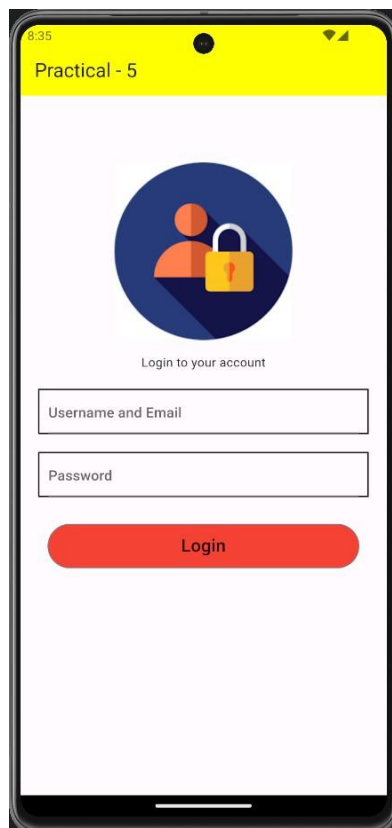 8:35
Practical - 5
Login to your account
Username and Email
Password
Login